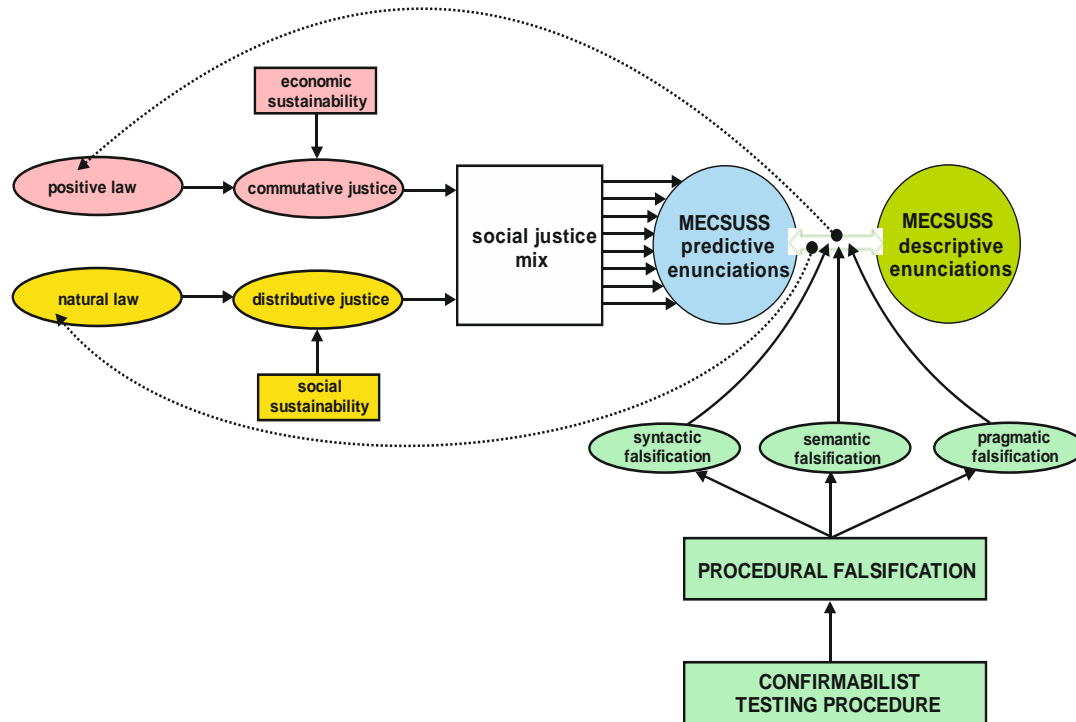 economic
sustainability
positive law
commutative justice
social justice
mix
MECSUSS
predictive
enunciations
MECSUSS
descriptive
enunciations
natural law
distributive justice
social
sustainability
syntactic
falsification
semantic
falsification
pragmatic
falsification
PROCEDURAL FALSIFICATION
CONFIRMABILIST
TESTING PROCEDURE